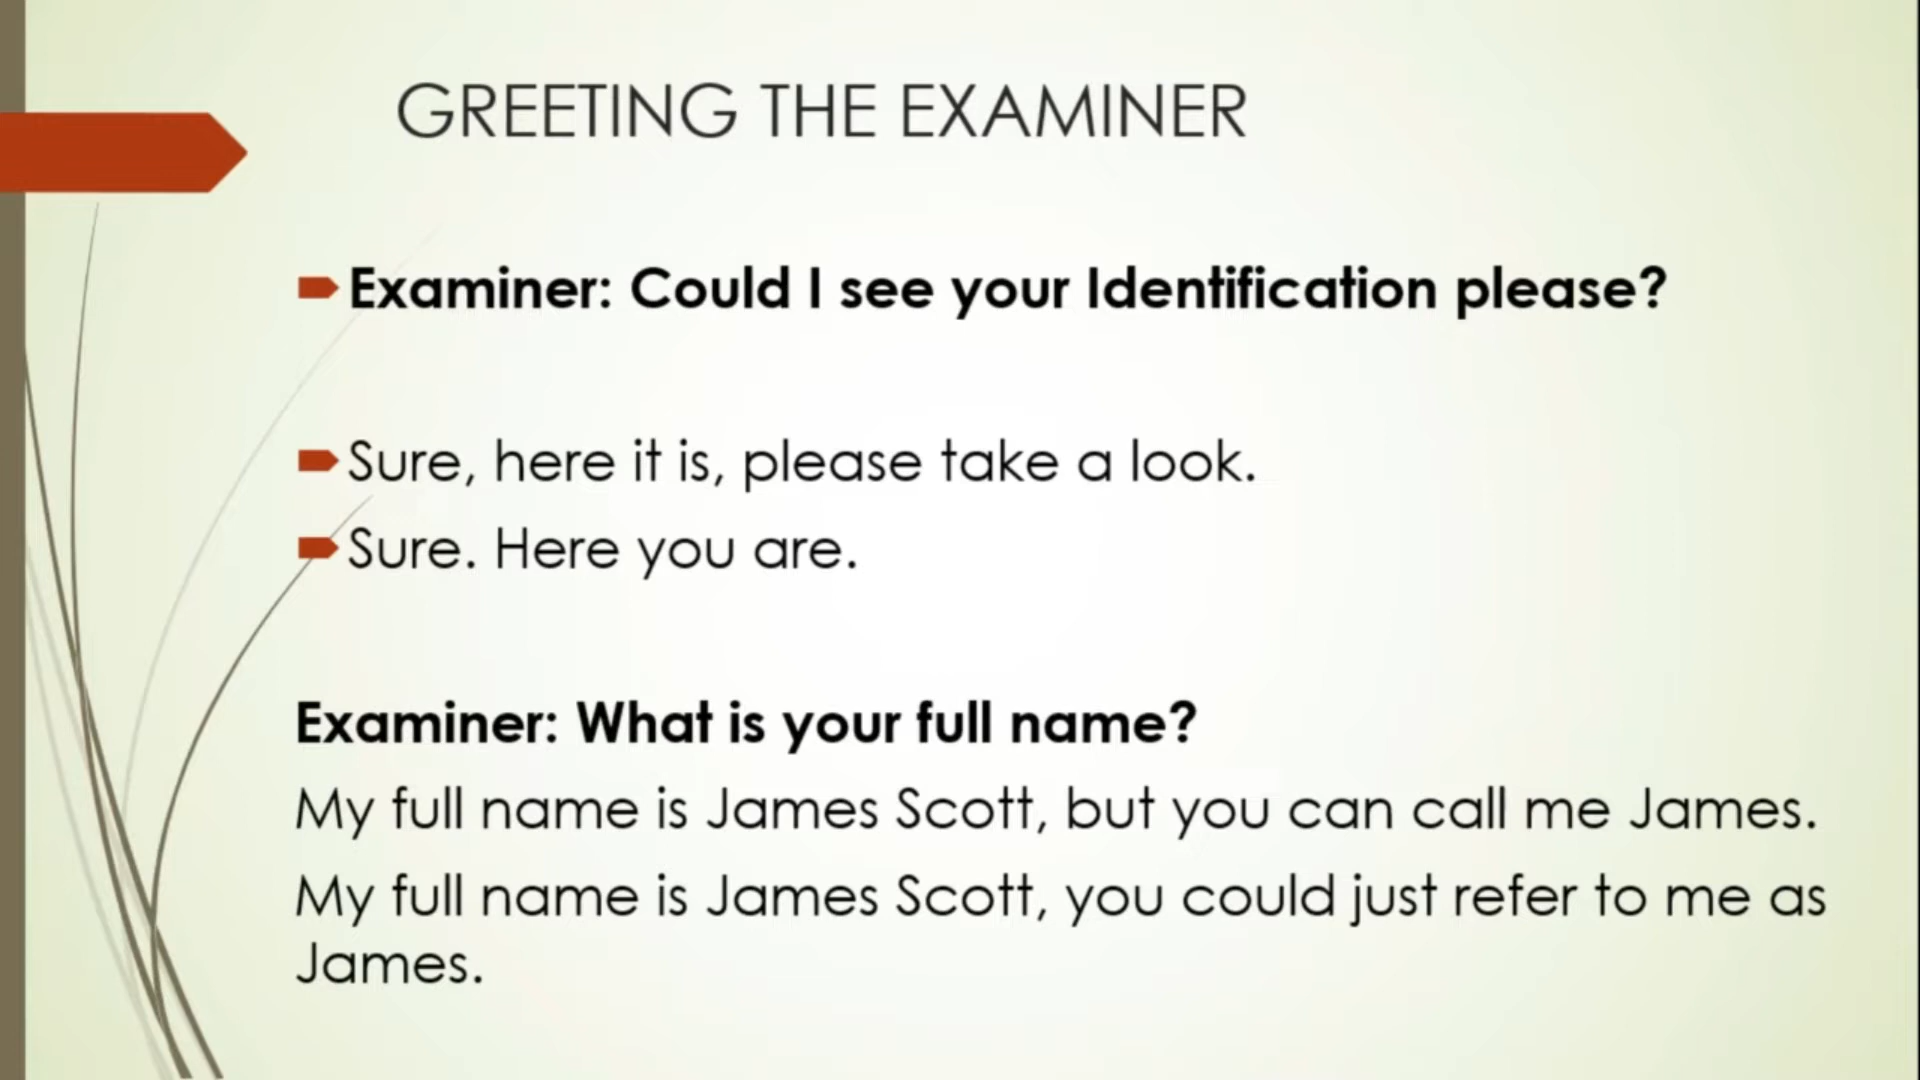 GREETING THE EXAMINER
Examiner: Could I see your Identification please?
Sure, here it is, please take a look.
Sure. Here you are.
Examiner: What is your full name?
My full name is James Scott, but you can call me James.
My full name is James Scott, you could just refer to me as
James.